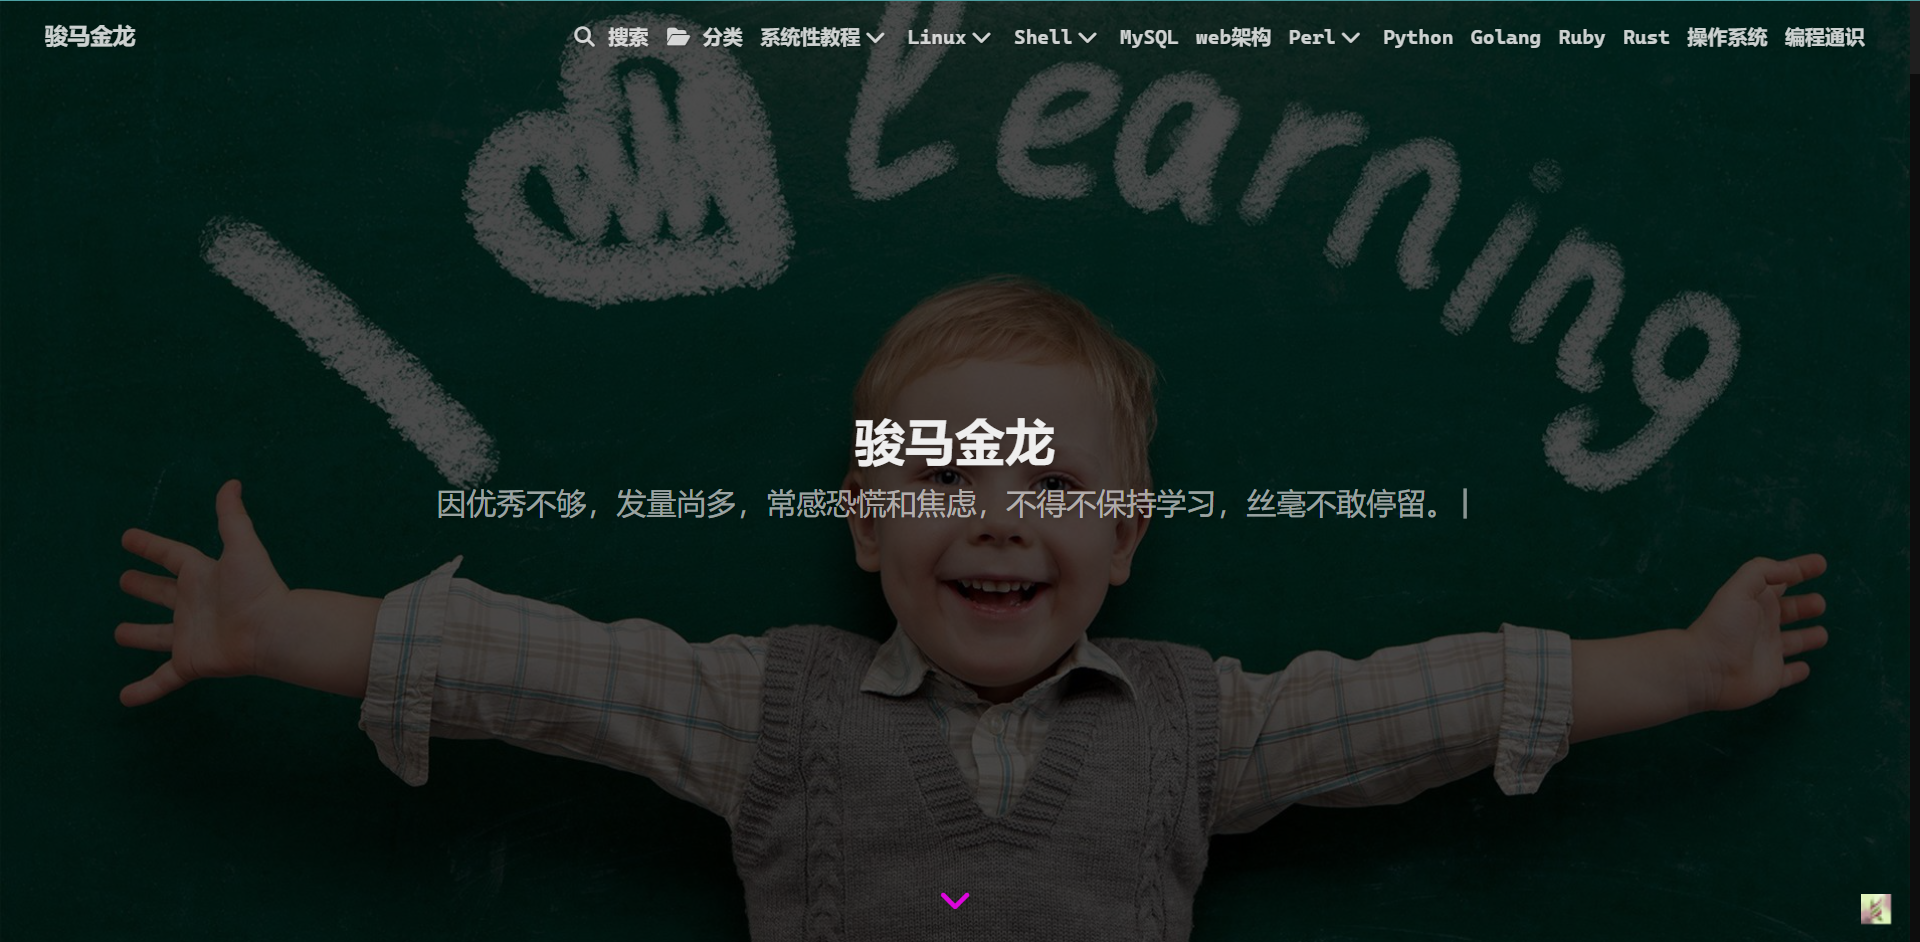 骏马金龙 搜索 分类 系统性教程 Linux Shell MySQL web架构 Perl Python Golang Ruby Rust 操作系统 编程通识
I Learning
骏马金龙
因优秀不够，发量尚多，常感恐慌和焦虑，不得不保持学习，丝毫不敢停留。|